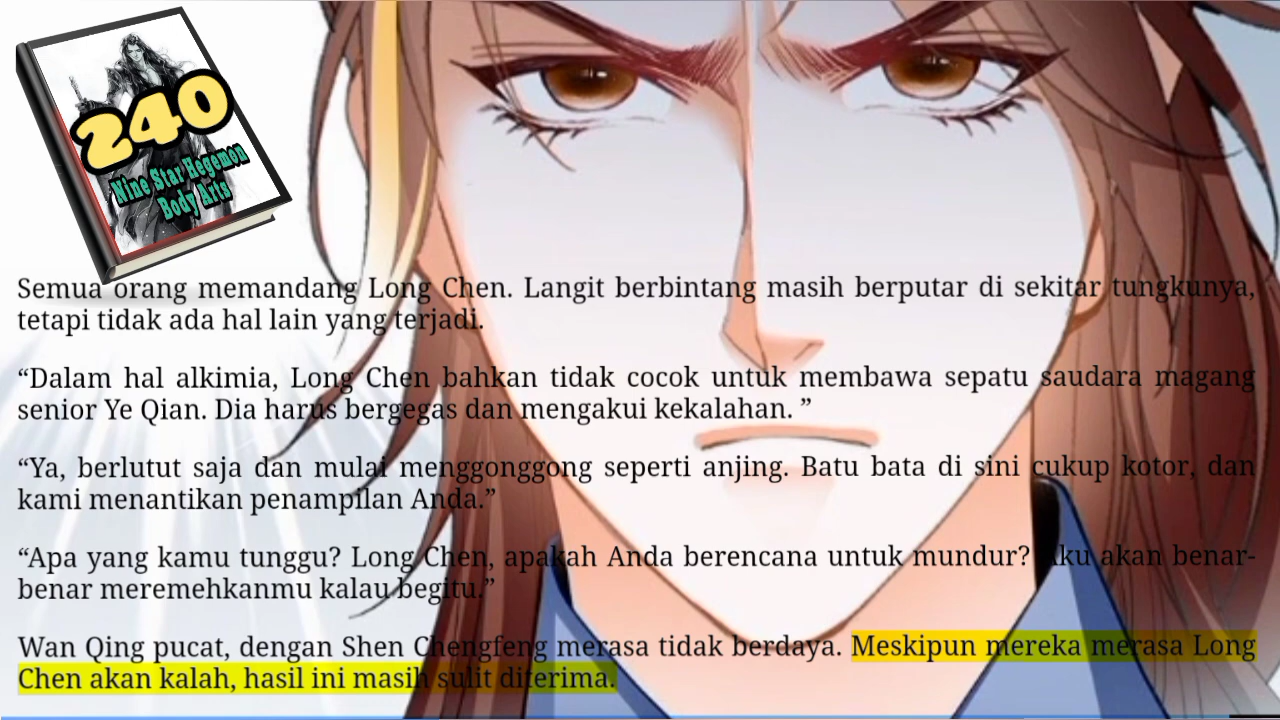 240
Nine Star Hegemon
Body Arts
Semua orang memandang Long Chen. Langit berbintang masih berputar di sekitar tungkunya,
tetapi tidak ada hal lain yang terjadi.
“Dalam hal alkimia, Long Chen bahkan tidak cocok untuk membawa sepatu saudara magang
senior Ye Qian. Dia harus bergegas dan mengakui kekalahan. ”
“Ya, berlutut saja dan mulai menggonggong seperti anjing. Batu bata di sini cukup kotor, dan
kami menantikan penampilan Anda.”
“Apa yang kamu tunggu? Long Chen, apakah Anda berencana untuk mundur? Aku akan benar-
benar meremehkanmu kalau begitu.”
Wan Qing pucat, dengan Shen Chengfeng merasa tidak berdaya. Meskipun mereka merasa Long
Chen akan kalah, hasil ini masih sulit diterima.